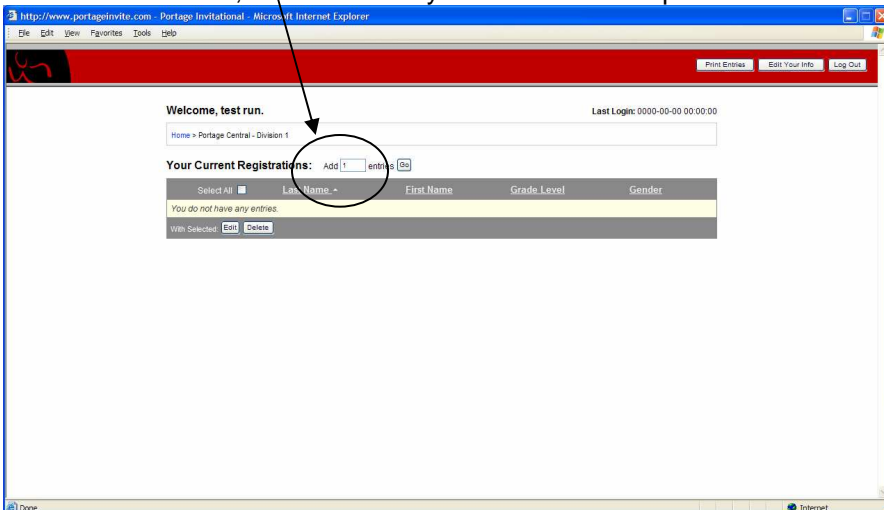 http://www.portageinvite.com - Portage Invitational - Microsoft Internet Explorer
File Edit View Favorites Tools Help
Print Entries Edit Your Info Log Out
Welcome, test run. Last Login: 0000-00-00 00:00:00
Home > Portage Central - Division 1
Your Current Registrations: Add 1 entries Go
Select All Last Name First Name Grade Level Gender
You do not have any entries.
With Selected: Edit Delete
Done Internet